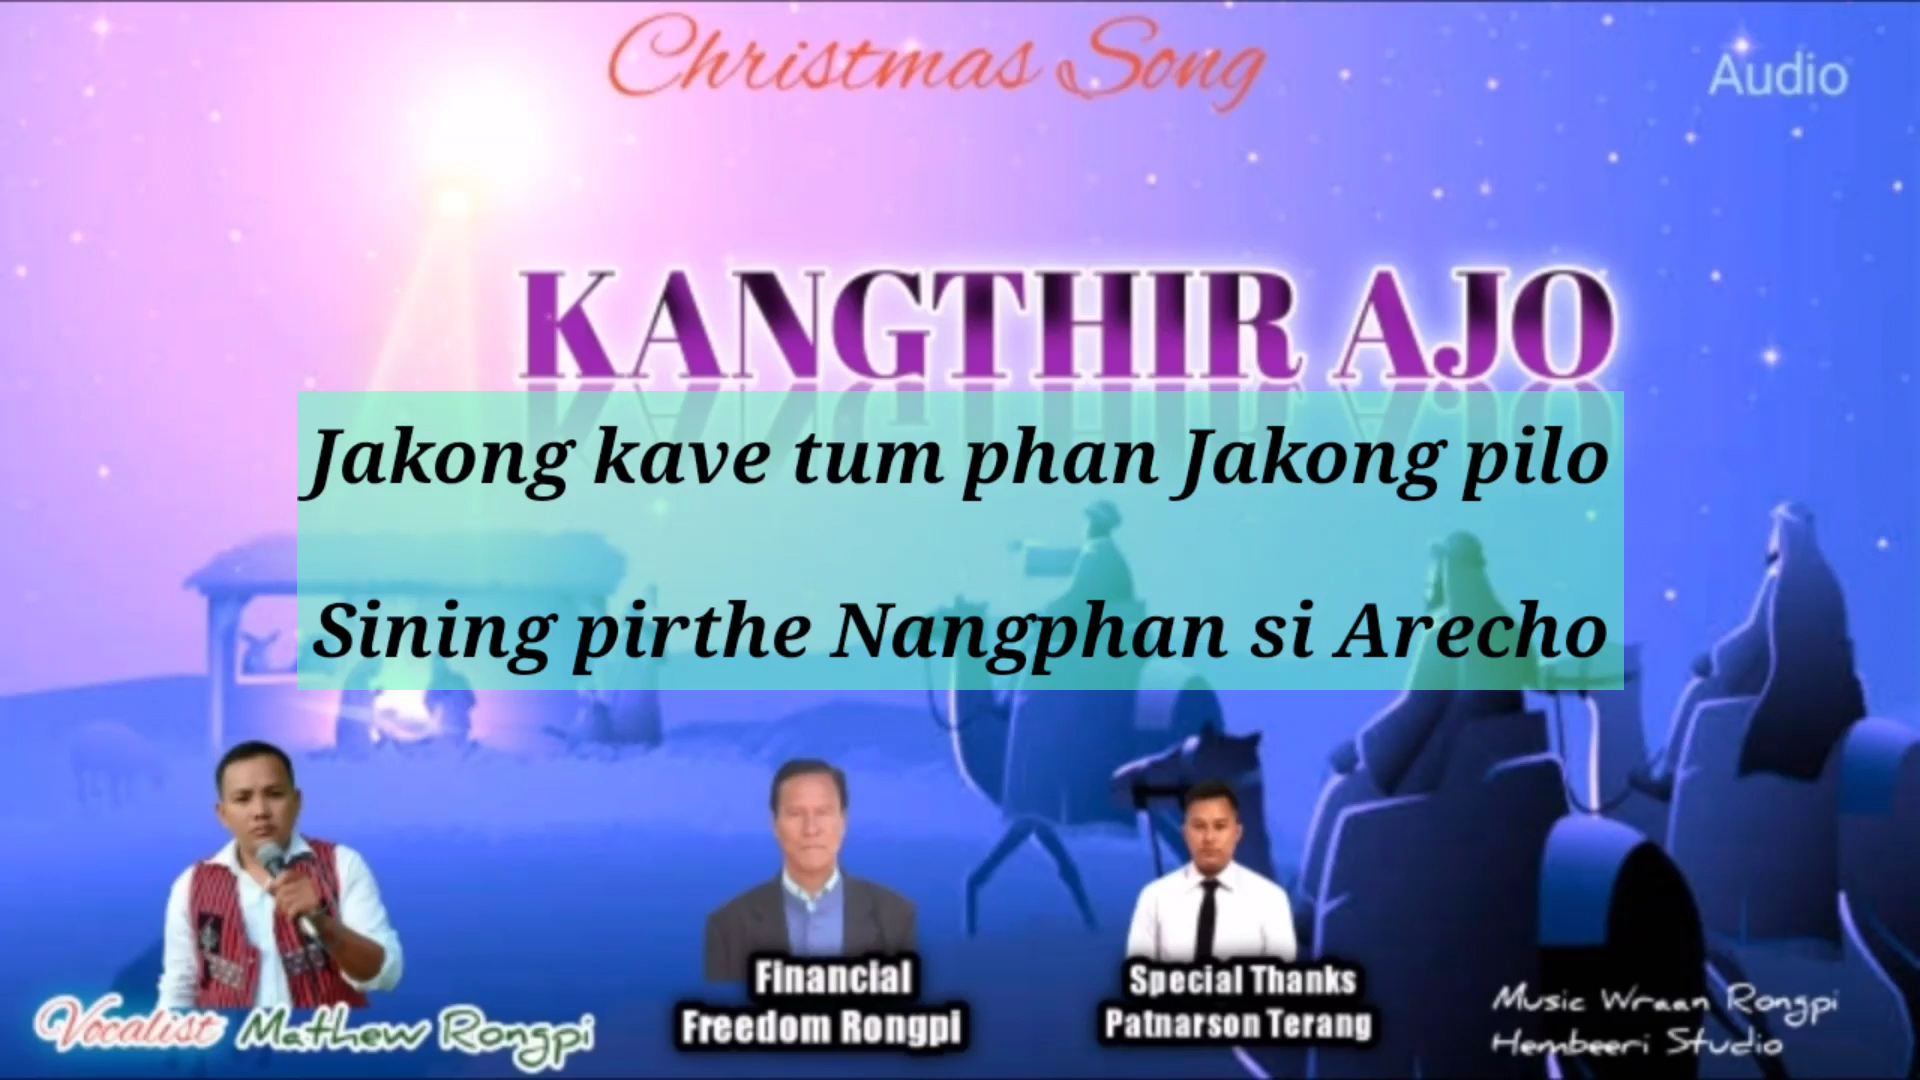 Christmas Song
Audio
KANGTHIR AJO
Jakong kave tum phan Jakong pilo
Sining pirthe Nangphan si Arecho
Vocalist Mathew Rongpi
Financial
Freedom Rongpi
Special Thanks
Patnarson Terang
Music Wraan Rongpi
Hembeeri Studio